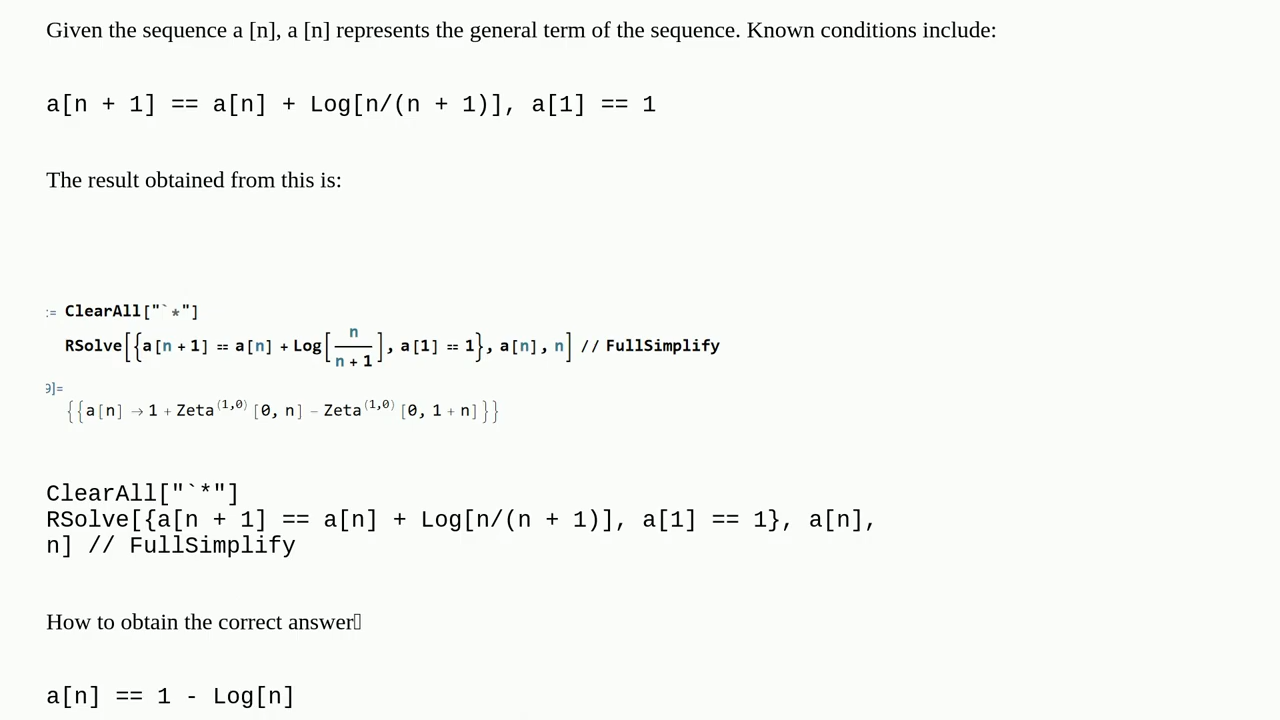 Given the sequence a [n], a [n] represents the general term of the sequence. Known conditions include:
a[n + 1] == a[n] + Log[n/(n + 1)], a[1] == 1
The result obtained from this is:
:= ClearAll["`*"]
RSolve[{a[n + 1] == a[n] + Log[n/(n + 1)], a[1] == 1}, a[n], n] // FullSimplify
9]=
{{a[n] → 1 + Zeta^(1,0)[0, n] - Zeta^(1,0)[0, 1 + n]}}
ClearAll["`*"]
RSolve[{a[n + 1] == a[n] + Log[n/(n + 1)], a[1] == 1}, a[n],
n] // FullSimplify
How to obtain the correct answer
a[n] == 1 - Log[n]